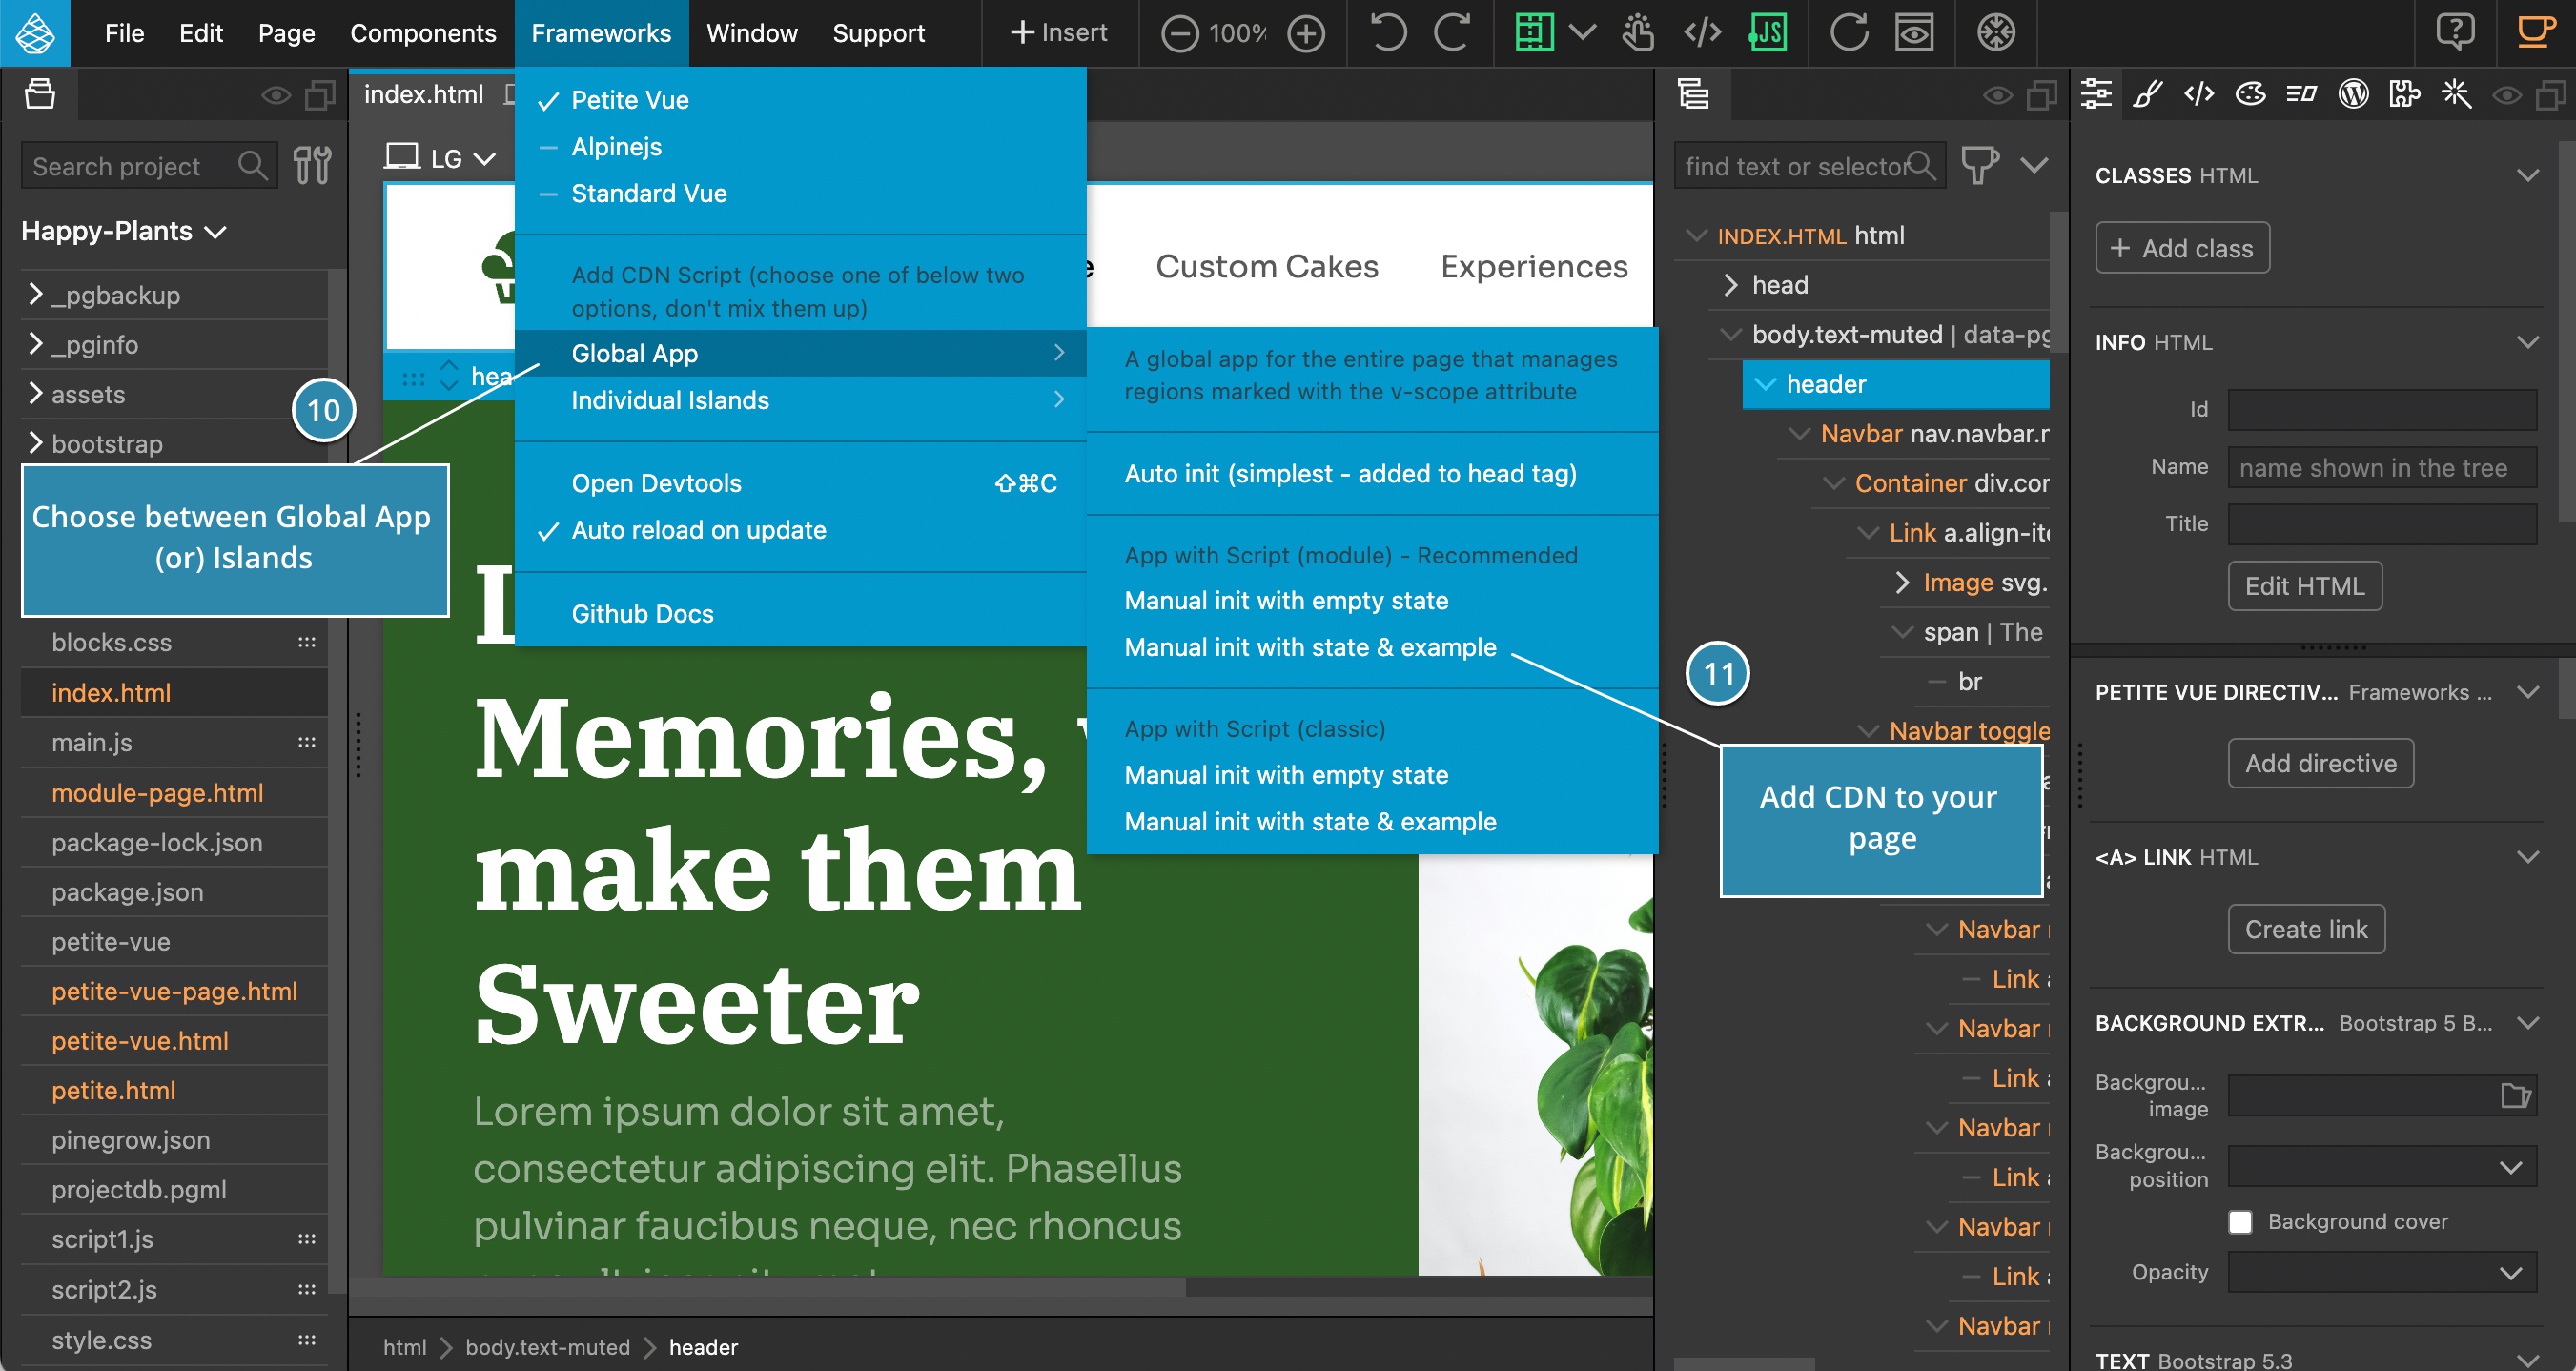 File Edit Page Components Frameworks Window Support Insert 100%
JS
index.html
LG
Search project
Happy-Plants
_pgbackup
_pginfo
assets
bootstrap
blocks.css
index.html
main.js
module-page.html
package-lock.json
package.json
petite-vue
petite-vue-page.html
petite-vue.html
petite.html
pinegrow.json
projectdb.pgml
script1.js
script2.js
style.css
10
Choose between Global App
(or) Islands
Petite Vue
Alpinejs
Standard Vue
Add CDN Script (choose one of below two
options, don't mix them up)
Global App
Individual Islands
Open Devtools ⇧⌘C
Auto reload on update
Github Docs
A global app for the entire page that manages
regions marked with the v-scope attribute
Auto init (simplest - added to head tag)
App with Script (module) - Recommended
Manual init with empty state
Manual init with state & example
App with Script (classic)
Manual init with empty state
Manual init with state & example
11
Add CDN to your
page
Custom Cakes Experiences
Memories,
make them
Sweeter
Lorem ipsum dolor sit amet,
consectetur adipiscing elit. Phasellus
pulvinar faucibus neque, nec rhoncus
html body.text-muted header
find text or selector
INDEX.HTML html
head
body.text-muted | data-pg
header
Navbar nav.navbar.r
Container div.cor
Link a.align-ite
Image svg.
span | The
br
Navbar toggle
Navbar
Link
Navbar
Link
Navbar
Link
Navbar
Link
Navbar
CLASSES HTML
+ Add class
INFO HTML
Id
Name name shown in the tree
Title
Edit HTML
PETITE VUE DIRECTIV... Frameworks ...
Add directive
<A> LINK HTML
Create link
BACKGROUND EXTR... Bootstrap 5 B...
Backgrou...
image
Backgrou...
position
Background cover
Opacity
TEXT Bootstrap 5.3